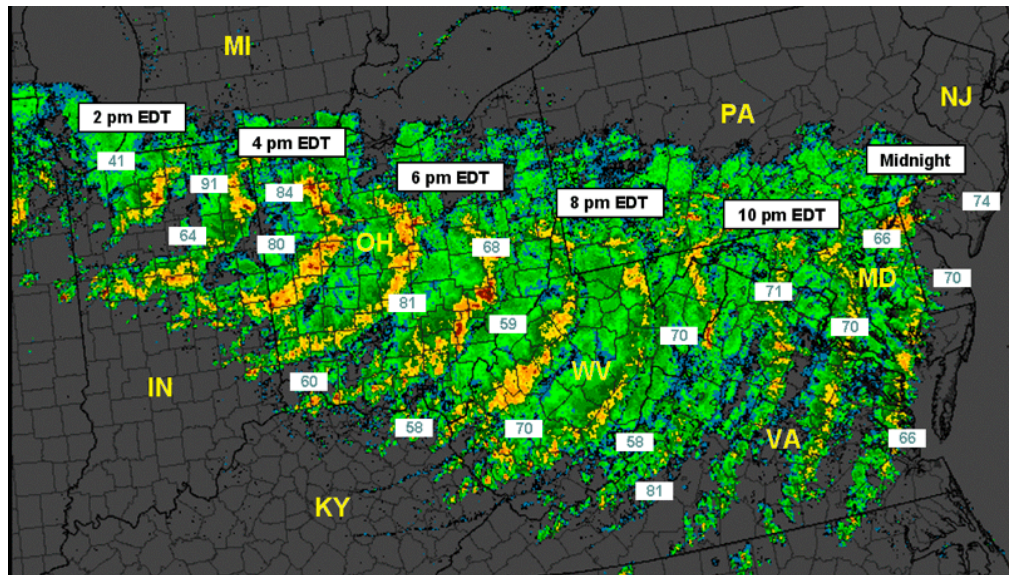 MI
PA
NJ
2 pm EDT
4 pm EDT
6 pm EDT
8 pm EDT
10 pm EDT
Midnight
41
91
84
74
64
80
OH
68
66
MD
70
81
59
71
70
70
IN
60
WV
58
70
58
VA
66
81
KY